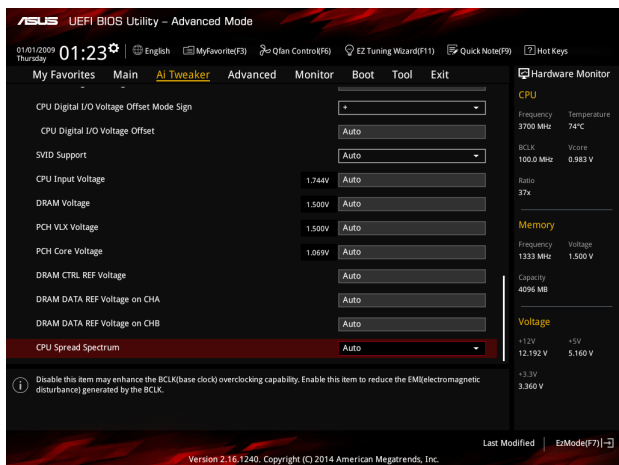 ASUS UEFI BIOS Utility – Advanced Mode
01/01/2009 Thursday 01:23 English MyFavorite(F3) Qfan Control(F6) EZ Tuning Wizard(F11) Quick Note(F9) ? Hot Keys
My Favorites Main Ai Tweaker Advanced Monitor Boot Tool Exit
CPU Digital I/O Voltage Offset Mode Sign +
CPU Digital I/O Voltage Offset Auto
SVID Support Auto
CPU Input Voltage 1.744V Auto
DRAM Voltage 1.500V Auto
PCH VLX Voltage 1.500V Auto
PCH Core Voltage 1.069V Auto
DRAM CTRL REF Voltage Auto
DRAM DATA REF Voltage on CHA Auto
DRAM DATA REF Voltage on CHB Auto
CPU Spread Spectrum Auto
Hardware Monitor
CPU
Frequency Temperature
3700 MHz 74°C
BCLK Vcore
100.0 MHz 0.983 V
Ratio
37x
Memory
Frequency Voltage
1333 MHz 1.500 V
Capacity
4096 MB
Voltage
+12V +5V
12.192 V 5.160 V
+3.3V
3.360 V
i Disable this item may enhance the BCLK(base clock) overclocking capability. Enable this item to reduce the EMI(electromagnetic
disturbance) generated by the BCLK.
Last Modified EzMode(F7)
Version 2.16.1240. Copyright (C) 2014 American Megatrends, Inc.